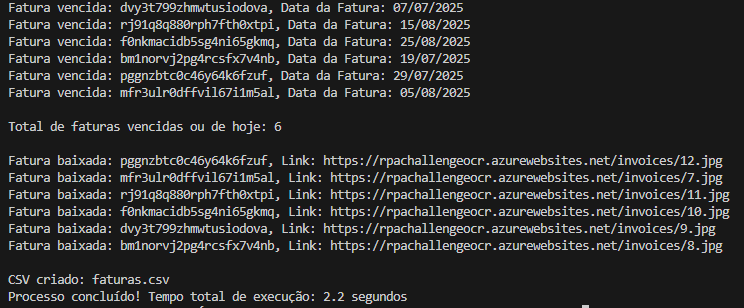 Fatura vencida: dvy3t799zhmwtusiodova, Data da Fatura: 07/07/2025
Fatura vencida: rj91q8q880rph7fth0xtpi, Data da Fatura: 15/08/2025
Fatura vencida: f0nkmacidb5sg4ni65gkmq, Data da Fatura: 25/08/2025
Fatura vencida: bm1norvj2pg4rcsfx7v4nb, Data da Fatura: 19/07/2025
Fatura vencida: pggnzbtc0c46y64k6fzuf, Data da Fatura: 29/07/2025
Fatura vencida: mfr3ulr0dffvil67i1m5al, Data da Fatura: 05/08/2025
Total de faturas vencidas ou de hoje: 6
Fatura baixada: pggnzbtc0c46y64k6fzuf, Link: https://rpachallengeocr.azurewebsites.net/invoices/12.jpg
Fatura baixada: mfr3ulr0dffvil67i1m5al, Link: https://rpachallengeocr.azurewebsites.net/invoices/7.jpg
Fatura baixada: rj91q8q880rph7fth0xtpi, Link: https://rpachallengeocr.azurewebsites.net/invoices/11.jpg
Fatura baixada: f0nkmacidb5sg4ni65gkmq, Link: https://rpachallengeocr.azurewebsites.net/invoices/10.jpg
Fatura baixada: dvy3t799zhmwtusiodova, Link: https://rpachallengeocr.azurewebsites.net/invoices/9.jpg
Fatura baixada: bm1norvj2pg4rcsfx7v4nb, Link: https://rpachallengeocr.azurewebsites.net/invoices/8.jpg
CSV criado: faturas.csv
Processo concluído! Tempo total de execução: 2.2 segundos